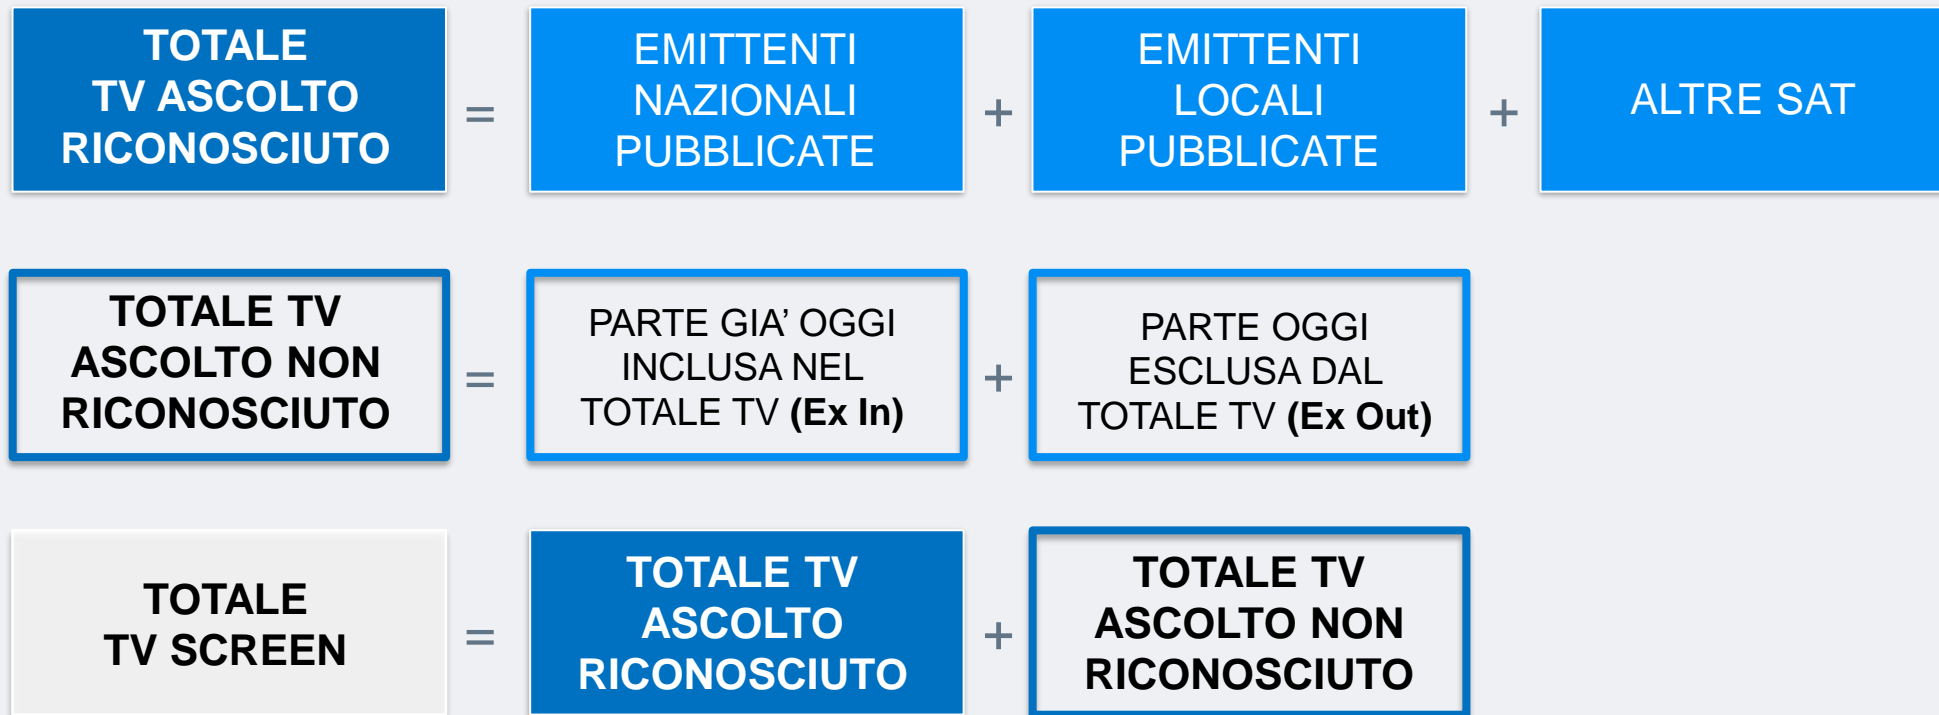 TOTALE
TV ASCOLTO
RICONOSCIUTO
=
EMITTENTI
NAZIONALI
PUBBLICATE
+
EMITTENTI
LOCALI
PUBBLICATE
+
ALTRE SAT
TOTALE TV
ASCOLTO NON
RICONOSCIUTO
=
PARTE GIA’ OGGI
INCLUSA NEL
TOTALE TV (Ex In)
+
PARTE OGGI
ESCLUSA DAL
TOTALE TV (Ex Out)
TOTALE
TV SCREEN
=
TOTALE TV
ASCOLTO
RICONOSCIUTO
+
TOTALE TV
ASCOLTO NON
RICONOSCIUTO